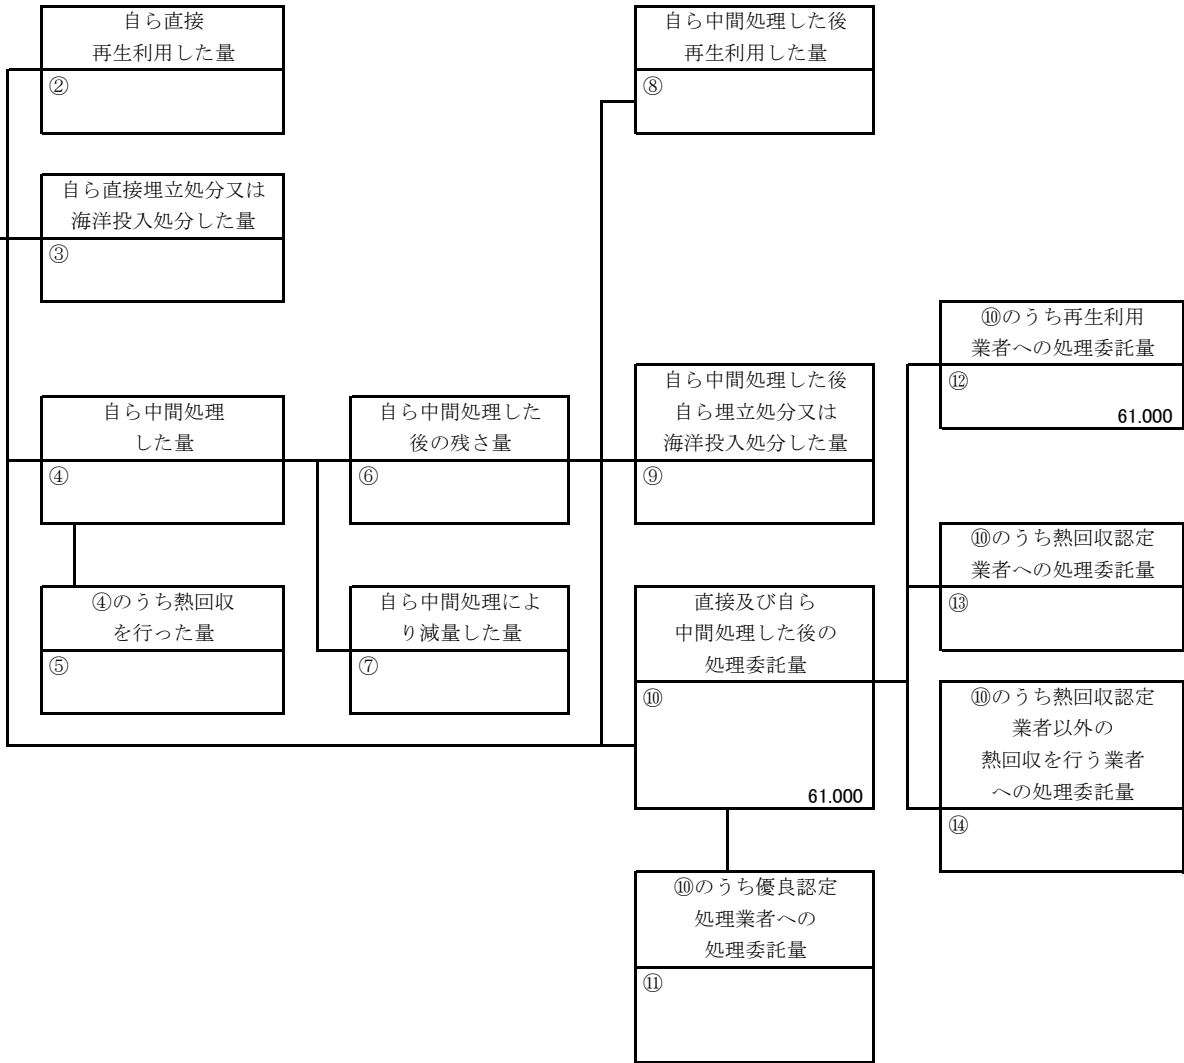 自ら直接
再生利用した量
②
自ら中間処理した後
再生利用した量
⑧
自ら直接埋立処分又は
海洋投入処分した量
③
⑩のうち再生利用
業者への処理委託量
⑫
61.000
自ら中間処理
した量
④
自ら中間処理した
後の残さ量
⑥
自ら中間処理した後
自ら埋立処分又は
海洋投入処分した量
⑨
⑩のうち熱回収認定
業者への処理委託量
⑬
④のうち熱回収
を行った量
⑤
自ら中間処理によ
り減量した量
⑦
直接及び自ら
中間処理した後の
処理委託量
⑩
61.000
⑩のうち熱回収認定
業者以外の
熱回収を行う業者
への処理委託量
⑭
⑩のうち優良認定
処理業者への
処理委託量
⑪